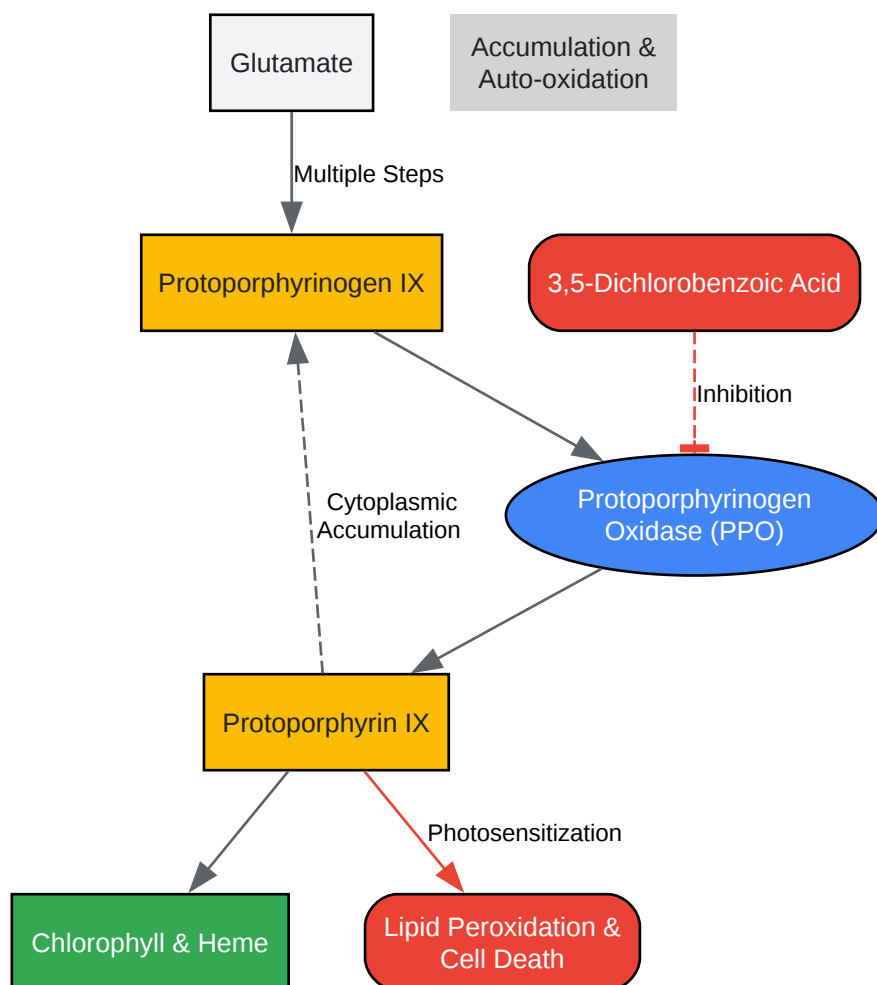 Glutamate
Accumulation &
Auto-oxidation
Multiple Steps
Protoporphyrinogen IX
3,5-Dichlorobenzoic Acid
Inhibition
Cytoplasmic
Accumulation
Protoporphyrinogen
Oxidase (PPO)
Protoporphyrin IX
Photosensitization
Chlorophyll & Heme
Lipid Peroxidation &
Cell Death